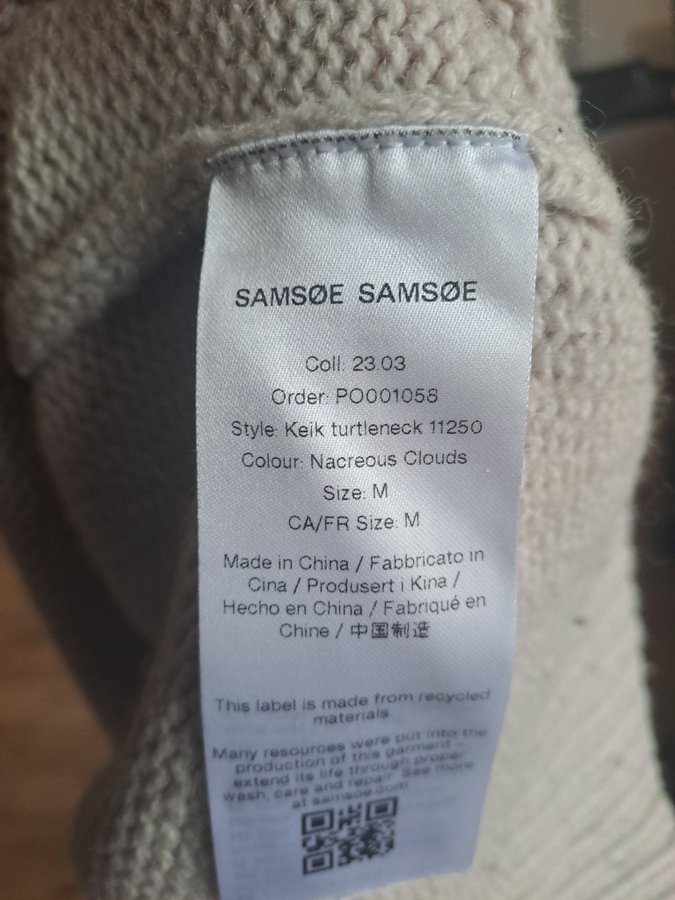 SAMSØE SAMSØE
Coll: 23.03
Order: PO001058
Style: Keik turtleneck 11250
Colour: Nacreous Clouds
Size: M
CA/FR Size: M
Made in China / Fabbricato in
Cina / Produsert i Kina /
Hecho en China / Fabriqué en
Chine / 中国制造
This label is made from recycled
materials
Many resources were put into the
production of this garment –
extend its life through proper
wash, care and repair. See more
at samsoe.com